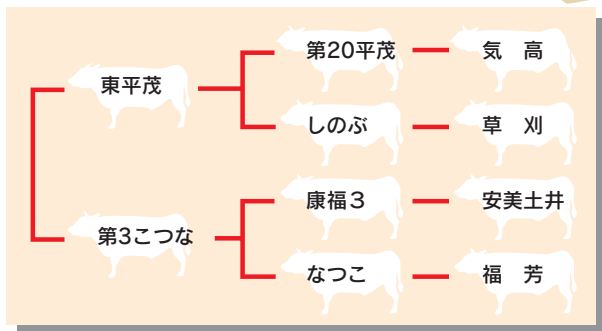 第20平茂 気 高
東平茂
しのぶ 草 刈
康福3 安美土井
第3こつな
なつこ 福 芳